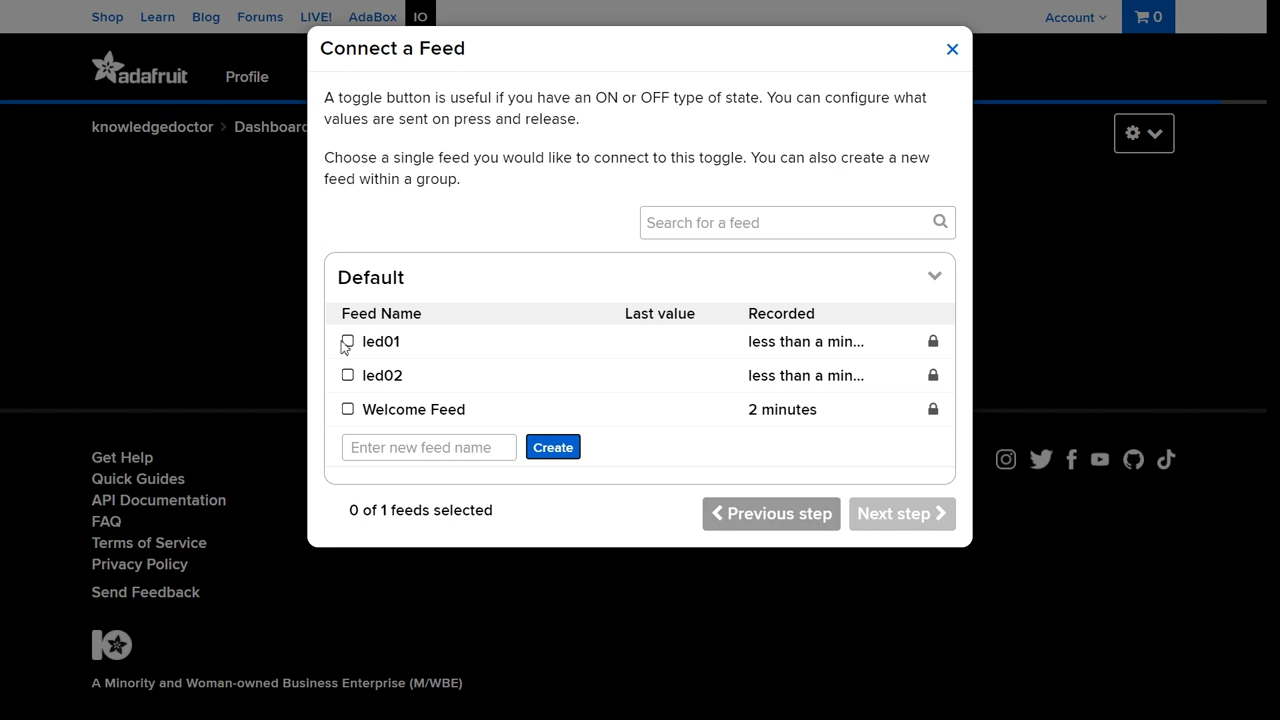 Shop Learn Blog Forums LIVE! AdaBox IO Account 0
adafruit Profile
knowledgedoctor Dashboard
Connect a Feed
A toggle button is useful if you have an ON or OFF type of state. You can configure what
values are sent on press and release.
Choose a single feed you would like to connect to this toggle. You can also create a new
feed within a group.
Search for a feed
Default
Feed Name Last value Recorded
led01 less than a min...
led02 less than a min...
Welcome Feed 2 minutes
Enter new feed name Create
0 of 1 feeds selected Previous step Next step
Get Help
Quick Guides
API Documentation
FAQ
Terms of Service
Privacy Policy
Send Feedback
IO
A Minority and Woman-owned Business Enterprise (M/WBE)